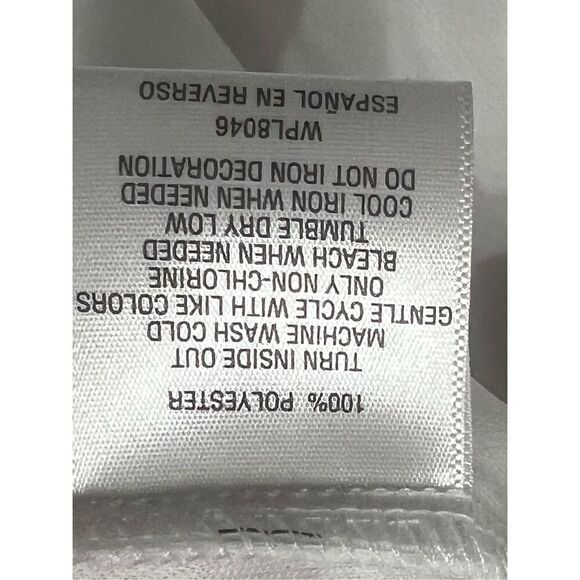 100% POLYESTER
TURN INSIDE OUT
MACHINE WASH COLD
GENTLE CYCLE WITH LIKE COLORS
ONLY NON-CHLORINE
BLEACH WHEN NEEDED
TUMBLE DRY LOW
COOL IRON WHEN NEEDED
DO NOT IRON DECORATION
WPL8046
ESPAÑOL EN REVERSO